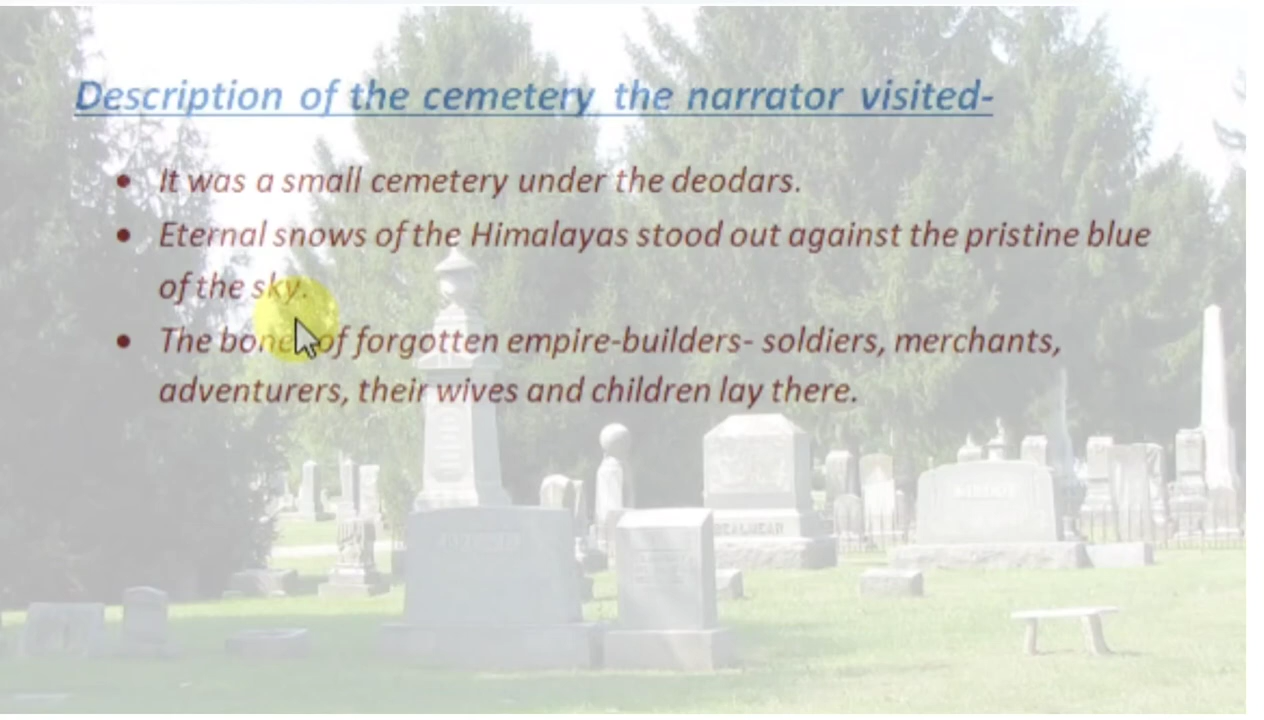 Description of the cemetery the narrator visited-
• It was a small cemetery under the deodars.
• Eternal snows of the Himalayas stood out against the pristine blue
of the sky.
• The bones of forgotten empire-builders- soldiers, merchants,
adventurers, their wives and children lay there.